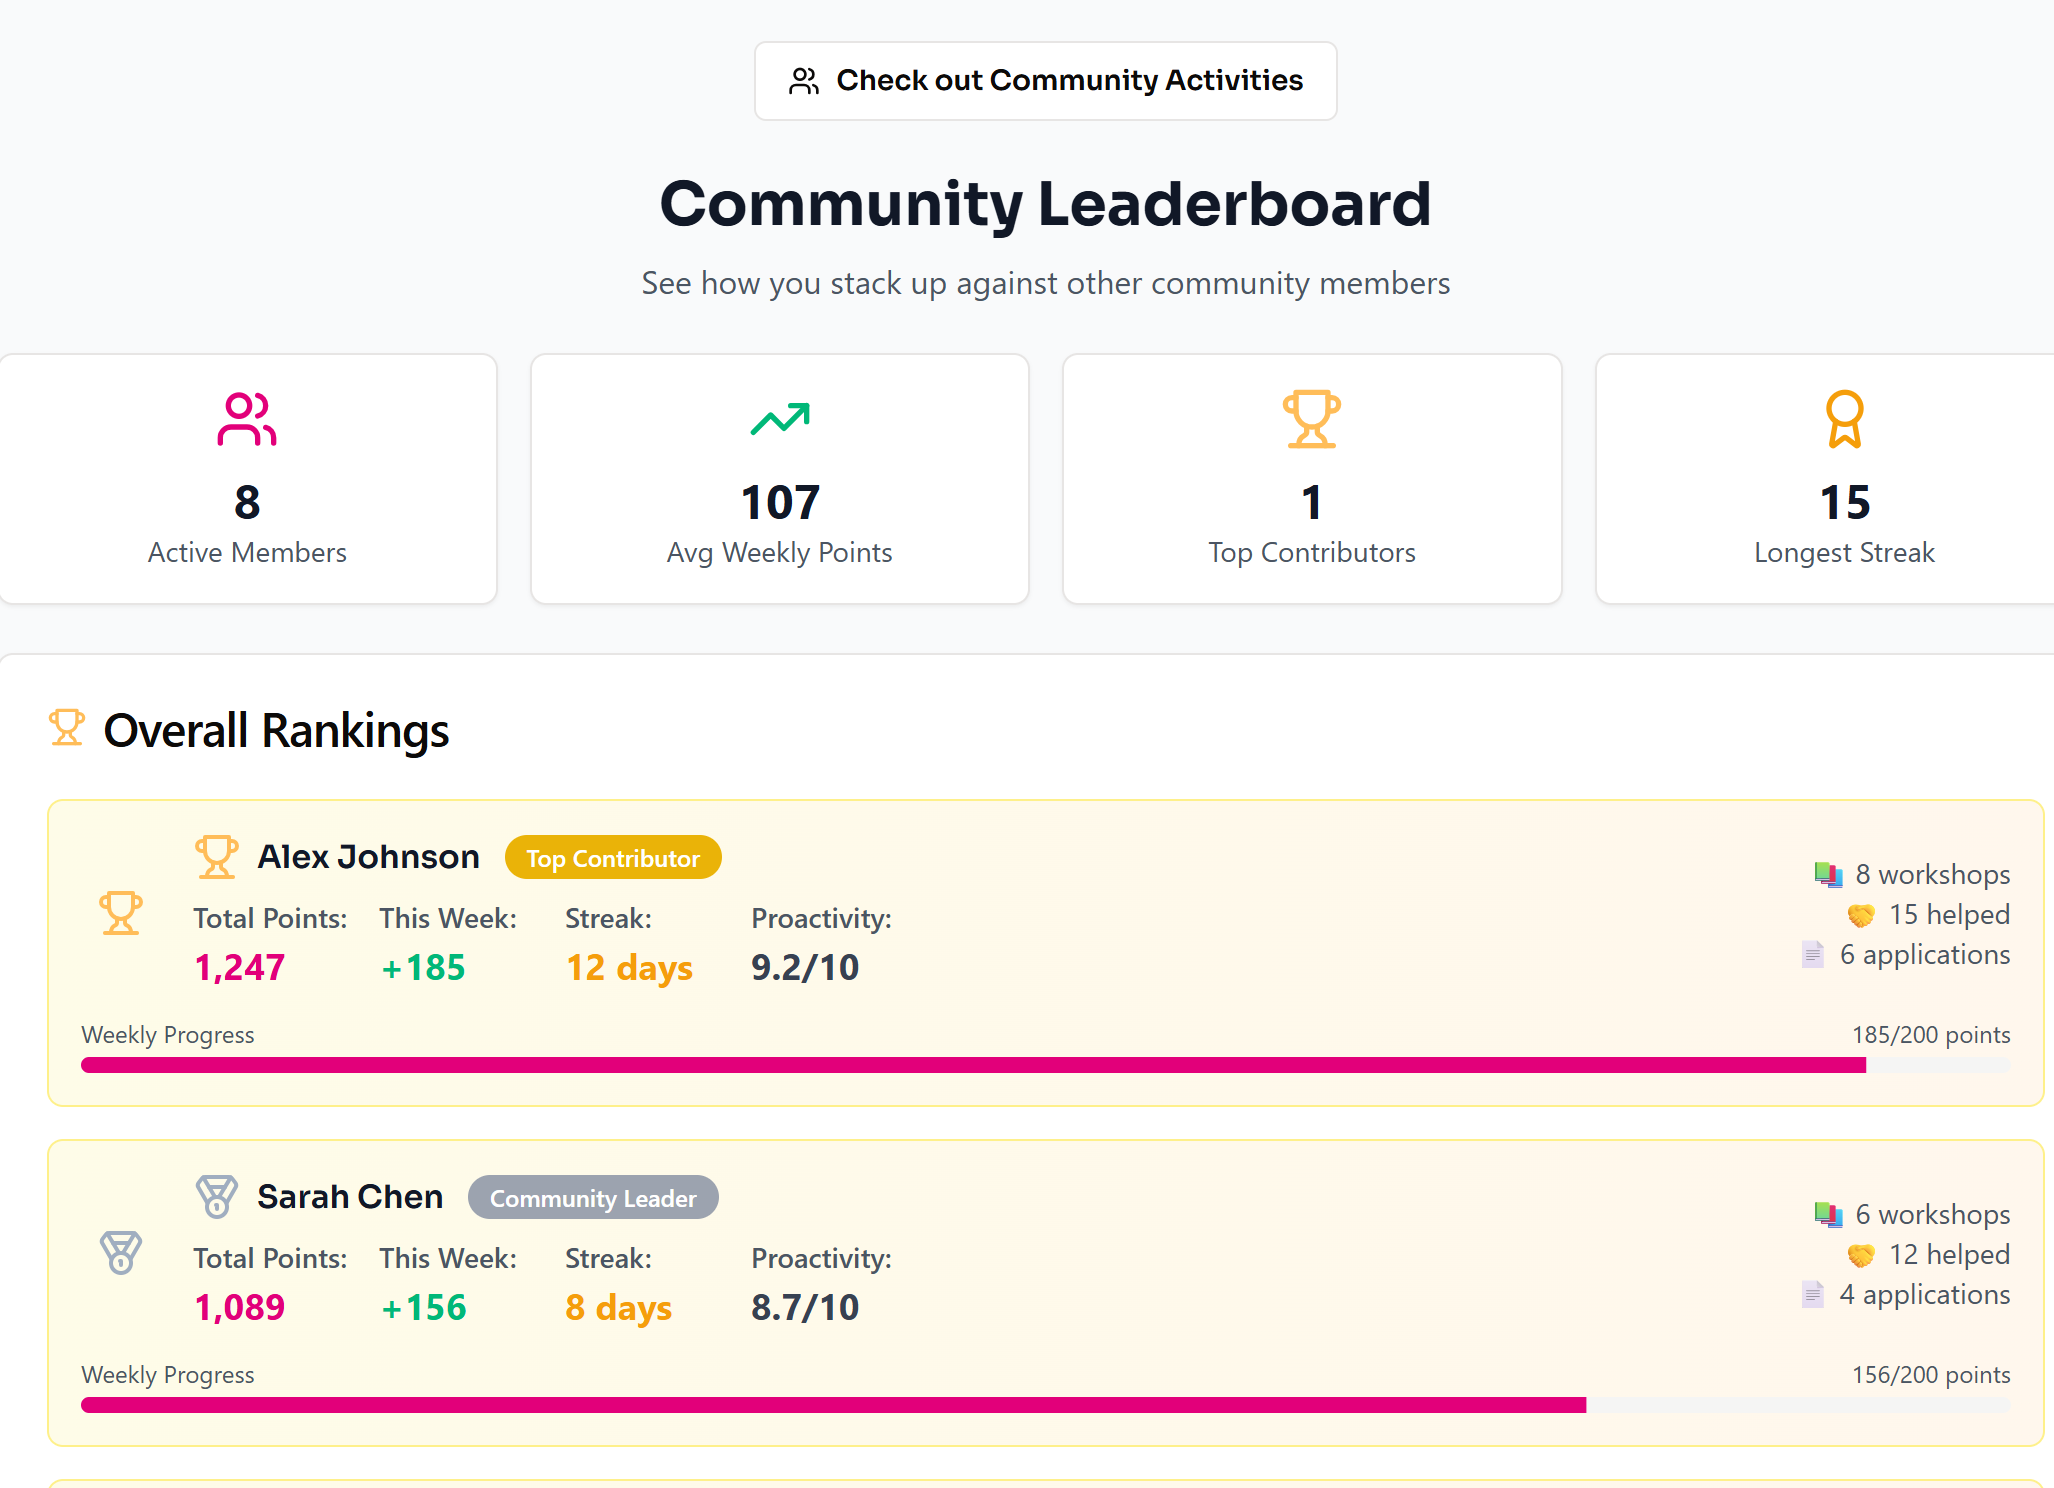 Check out Community Activities
Community Leaderboard
See how you stack up against other community members
8
Active Members
107
Avg Weekly Points
1
Top Contributors
15
Longest Streak
Overall Rankings
Alex Johnson
Top Contributor
Total Points: This Week: Streak: Proactivity:
1,247 +185 12 days 9.2/10
8 workshops
15 helped
6 applications
Weekly Progress 185/200 points
Sarah Chen
Community Leader
Total Points: This Week: Streak: Proactivity:
1,089 +156 8 days 8.7/10
6 workshops
12 helped
4 applications
Weekly Progress 156/200 points